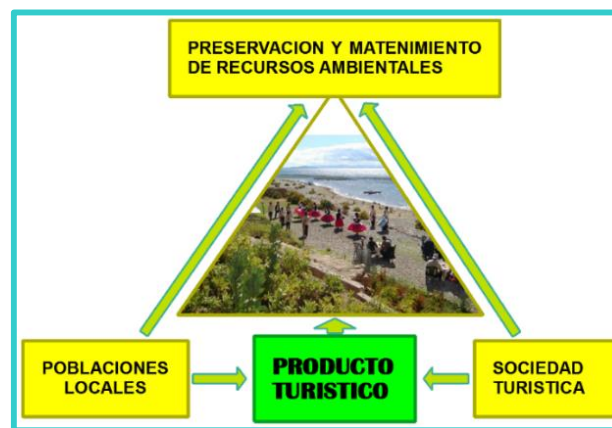 PRESERVACION Y MATENIMIENTO
DE RECURSOS AMBIENTALES
POBLACIONES
LOCALES
PRODUCTO
TURISTICO
SOCIEDAD
TURISTICA